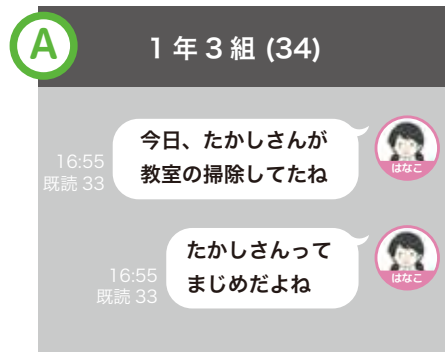 A
1年3組 (34)
今日、たかしさんが
教室の掃除してたね
16:55
既読 33
はなこ
たかしさんって
まじめだよね
16:55
既読 33
はなこ